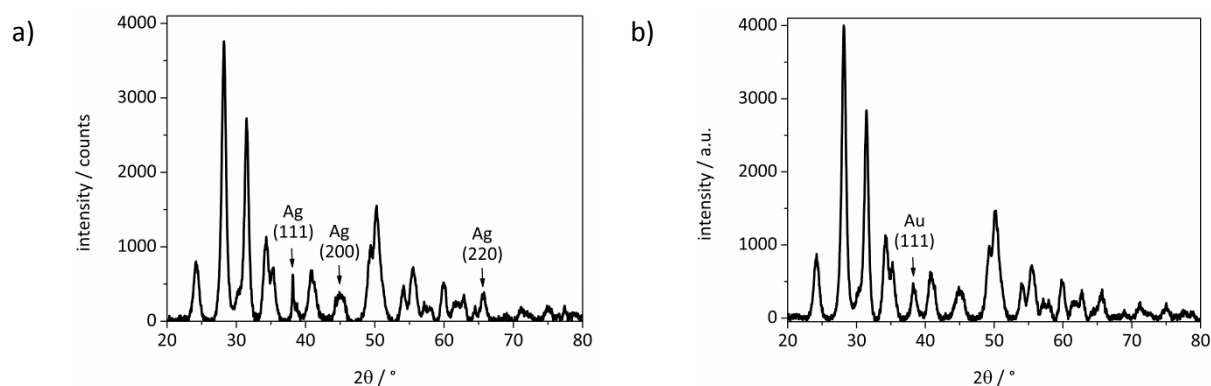 a)
4000
3000
2000
1000
0
intensity / counts
Ag
(111)
Ag
(200)
Ag
(220)
20 30 40 50 60 70 80
2θ / °
b)
4000
3000
2000
1000
0
intensity / a.u.
Au
(111)
20 30 40 50 60 70 80
2θ / °